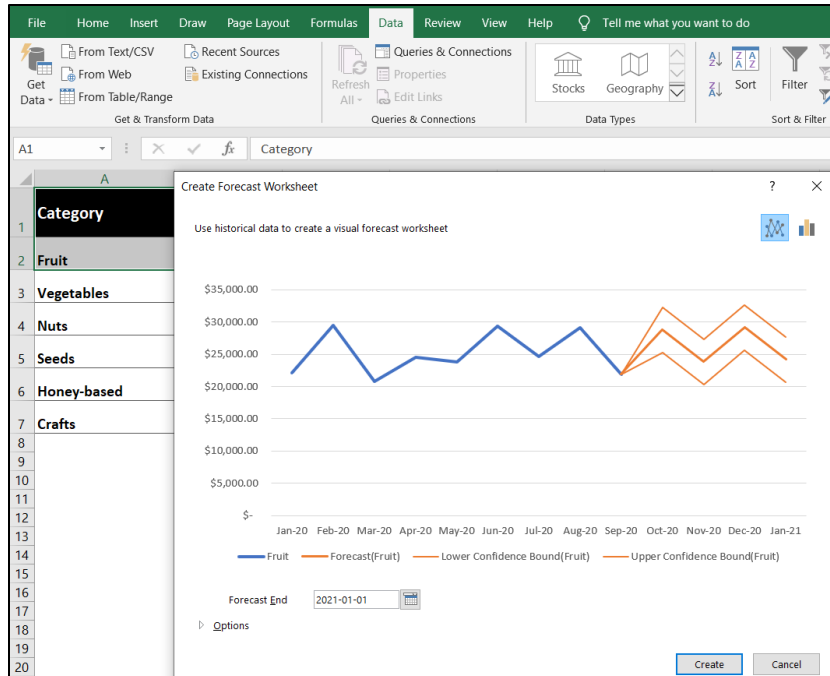 File Home Insert Draw Page Layout Formulas Data Review View Help Tell me what you want to do
From Text/CSV Recent Sources Queries & Connections
From Web Existing Connections Properties
From Table/Range Edit Links
Get Data
Refresh All
Stocks Geography
Sort Filter
Get & Transform Data Queries & Connections Data Types Sort & Filter
A1 fx Category
A
1 Category
2 Fruit
3 Vegetables
4 Nuts
5 Seeds
6 Honey-based
7 Crafts
8
9
10
11
12
13
14
15
16
17
18
19
20
Create Forecast Worksheet ?
Use historical data to create a visual forecast worksheet
$35,000.00
$30,000.00
$25,000.00
$20,000.00
$15,000.00
$10,000.00
$5,000.00
$-
Jan-20 Feb-20 Mar-20 Apr-20 May-20 Jun-20 Jul-20 Aug-20 Sep-20 Oct-20 Nov-20 Dec-20 Jan-21
Fruit Forecast(Fruit) Lower Confidence Bound(Fruit) Upper Confidence Bound(Fruit)
Forecast End 2021-01-01
Options
Create Cancel